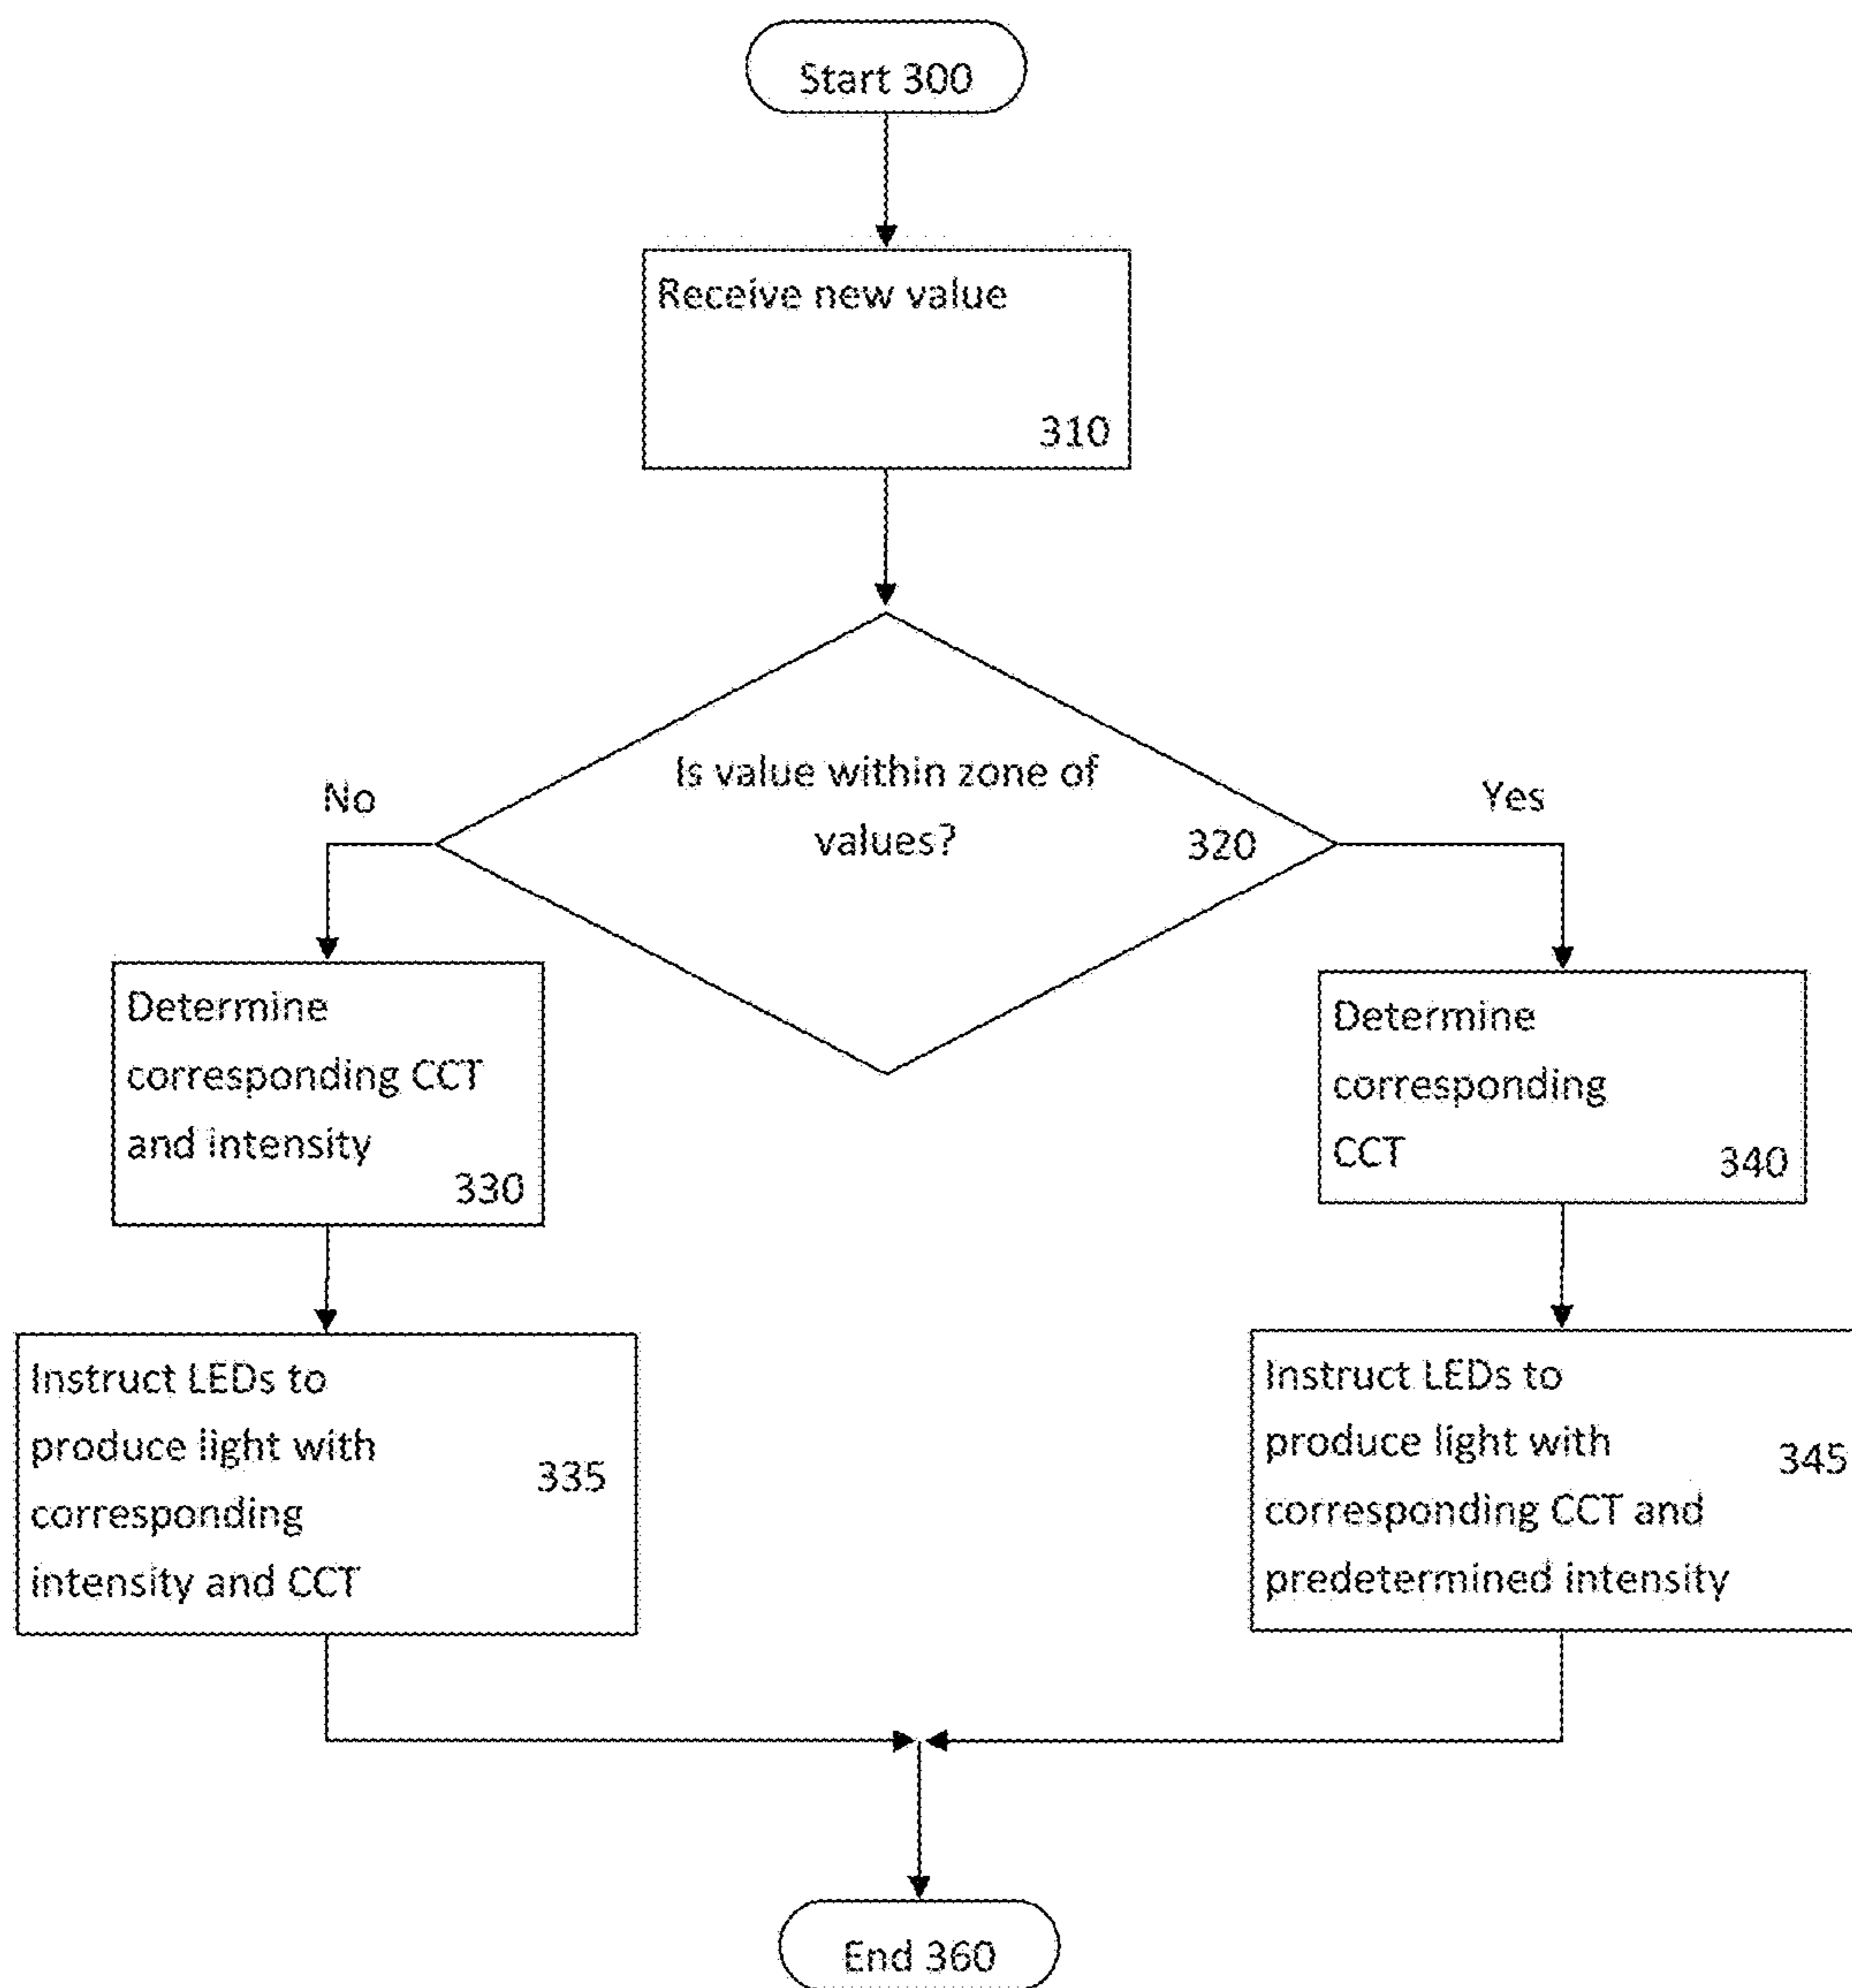 Start 300
Receive new value
310
Is value within zone of
values?
320
No
Yes
Determine
corresponding CCT
and intensity
330
Determine
corresponding
CCT
340
Instruct LEDs to
produce light with
335
corresponding
intensity and CCT
Instruct LEDs to
produce light with
345
corresponding CCT and
predetermined intensity
End 360